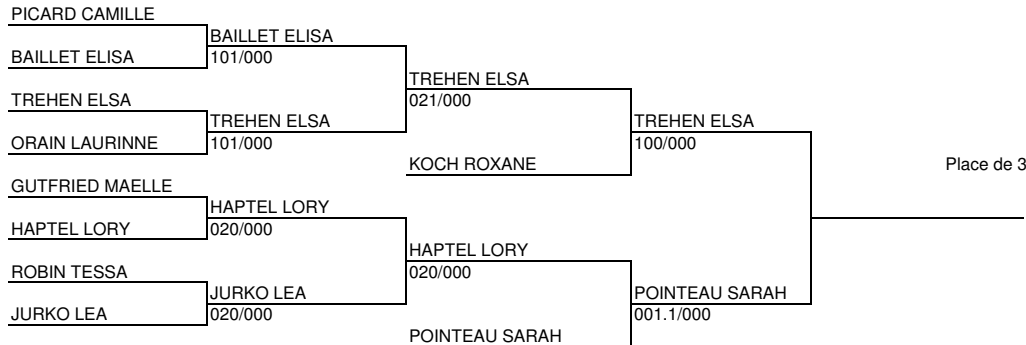 PICARD CAMILLE
BAILLET ELISA
BAILLET ELISA
101/000
TREHEN ELSA
021/000
TREHEN ELSA
TREHEN ELSA
101/000
TREHEN ELSA
100/000
ORAIN LAURINNE
KOCH ROXANE
Place de 3
GUTFRIED MAELLE
HAPTEL LORY
020/000
HAPTEL LORY
HAPTEL LORY
020/000
ROBIN TESSA
JURKO LEA
020/000
POINTEAU SARAH
001.1/000
JURKO LEA
POINTEAU SARAH